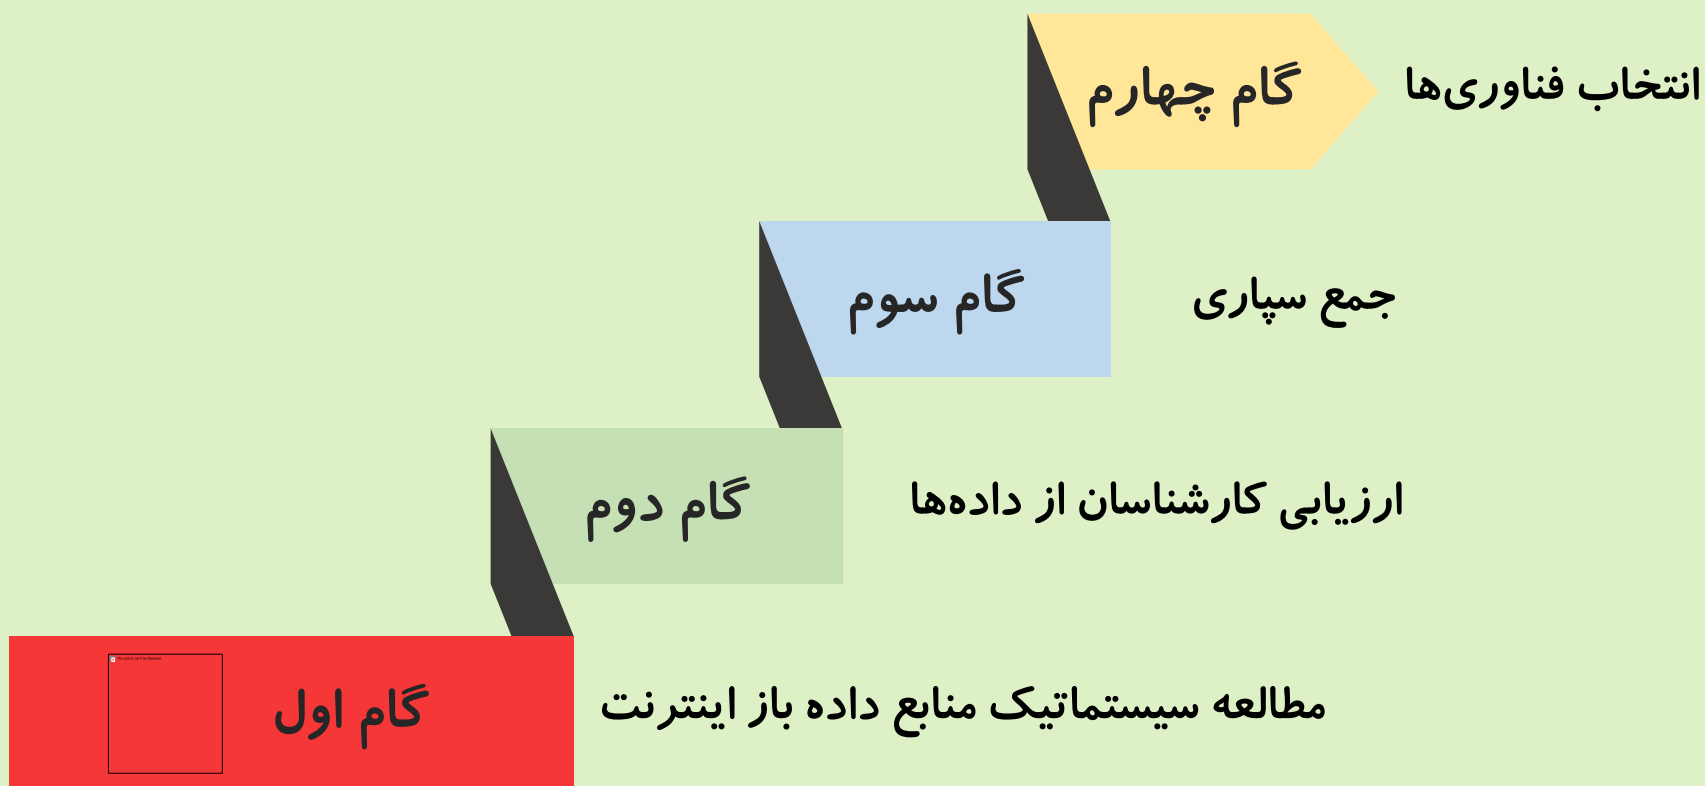 گام چهارم
انتخاب فناوری‌ها
گام سوم
جمع سپاری
گام دوم
ارزیابی کارشناسان از داده‌ها
گام اول
مطالعه سیستماتیک منابع داده باز اینترنت